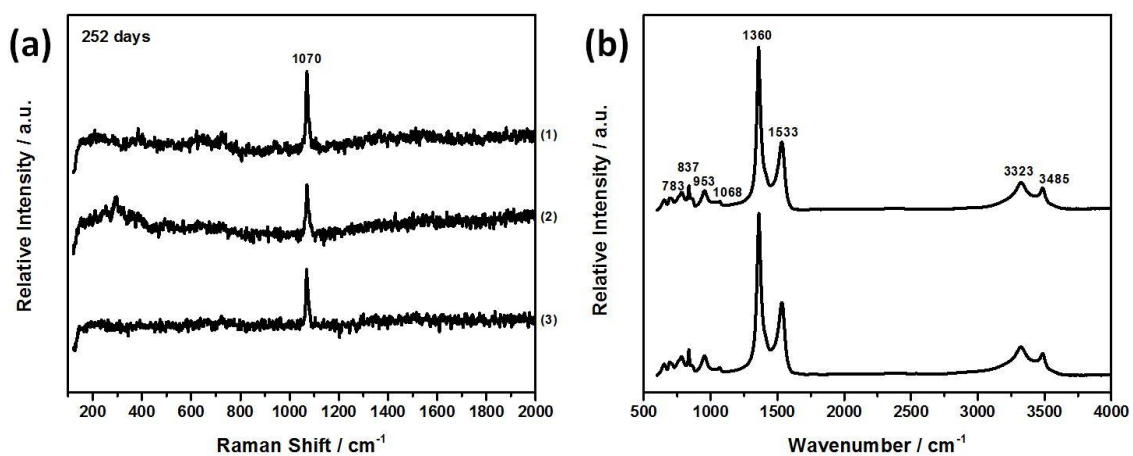 (a)
252 days
1070
(1)
(2)
(3)
Relative Intensity / a.u.
200 400 600 800 1000 1200 1400 1600 1800 2000
Raman Shift / cm⁻¹
(b)
1360
1533
837
783 953
1068
3323 3485
Relative Intensity / a.u.
500 1000 1500 2000 2500 3000 3500 4000
Wavenumber / cm⁻¹